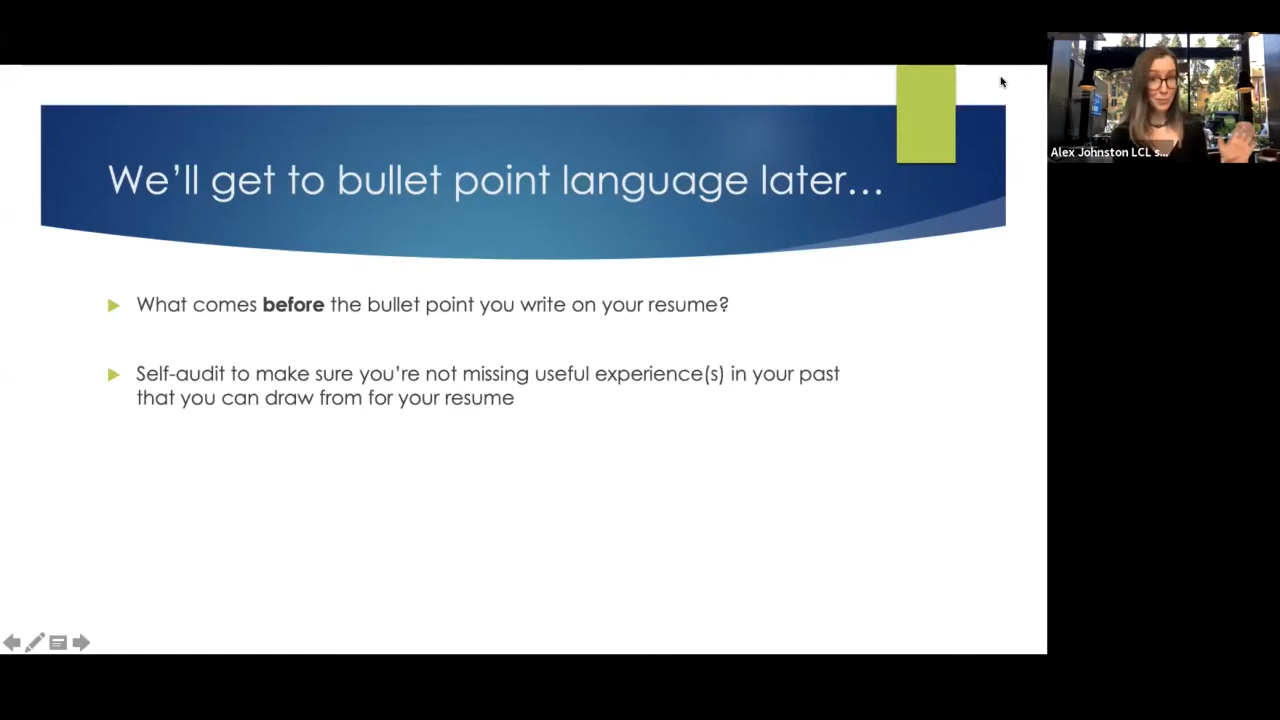 We’ll get to bullet point language later…
What comes before the bullet point you write on your resume?
Self-audit to make sure you’re not missing useful experience(s) in your past
that you can draw from for your resume
Alex Johnston LCL s...